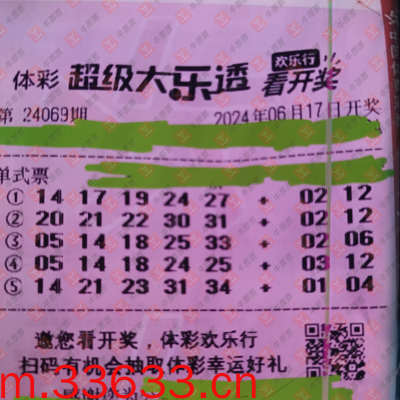 体彩 超级大乐透 欢乐行 看开奖
第 24069期 2024年06月17日开奖
单式票
① 14 17 19 24 27 + 02 12
② 20 21 22 30 31 + 02 12
③ 05 14 18 25 33 + 02 06
④ 05 14 18 24 25 + 03 12
⑤ 14 21 23 31 34 + 01 04
邀您看开奖，体彩欢乐行
扫码有机会抽取体彩幸运好礼
m.33633.cn